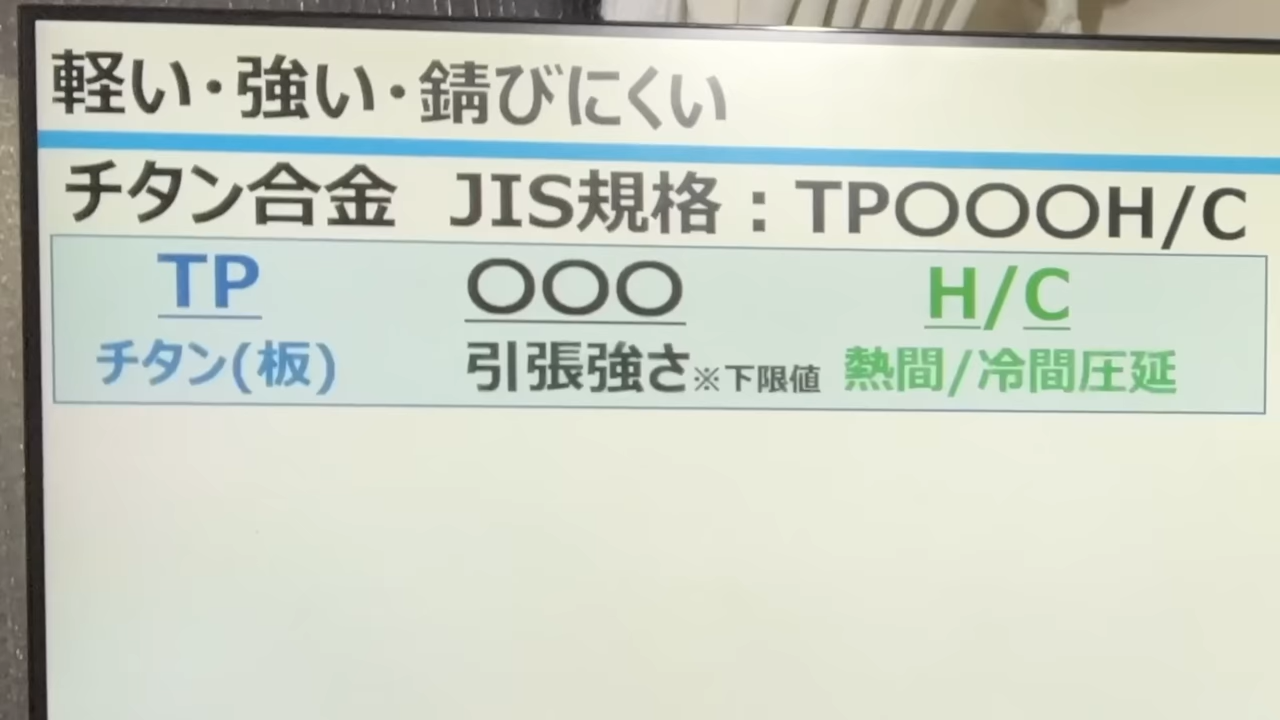 軽い・強い・錆びにくい
チタン合金 JIS規格：TP〇〇〇H/C
TP 〇〇〇 H/C
チタン(板) 引張強さ※下限値 熱間/冷間圧延